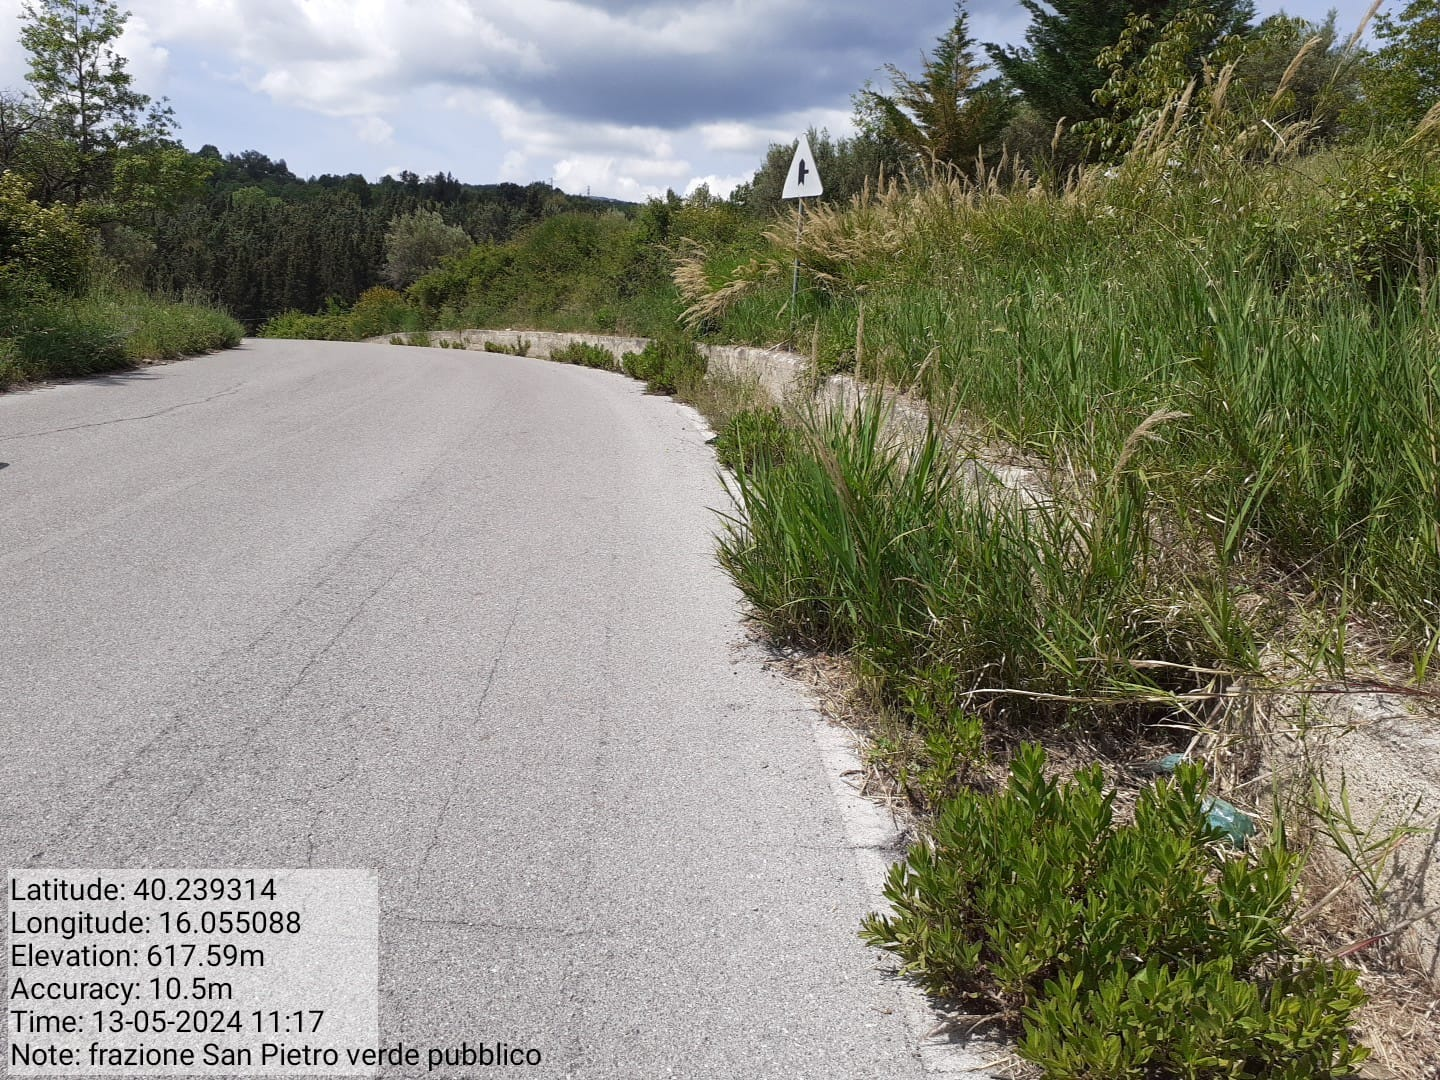 Latitude: 40.239314
Longitude: 16.055088
Elevation: 617.59m
Accuracy: 10.5m
Time: 13-05-2024 11:17
Note: frazione San Pietro verde pubblico